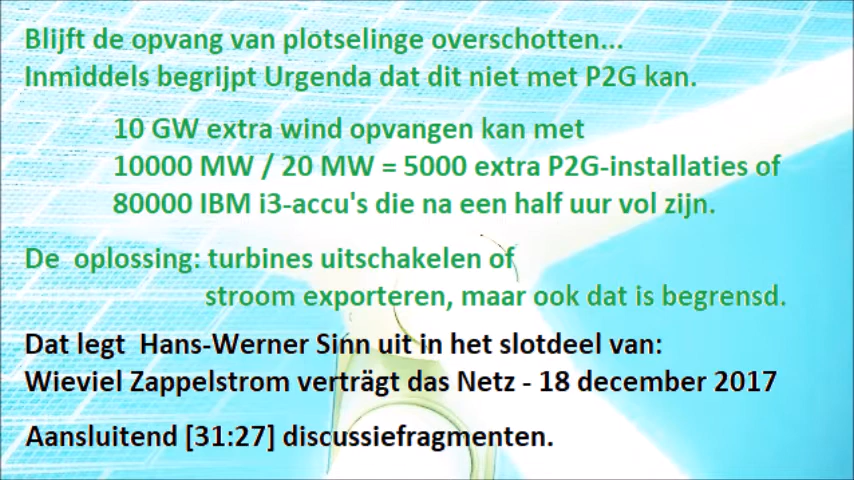 Blijft de opvang van plotselinge overschotten...
Inmiddels begrijpt Urgenda dat dit niet met P2G kan.
10 GW extra wind opvangen kan met
10000 MW / 20 MW = 5000 extra P2G-installaties of
80000 IBM i3-accu's die na een half uur vol zijn.
De oplossing: turbines uitschakelen of
stroom exporteren, maar ook dat is begrensd.
Dat legt Hans-Werner Sinn uit in het slotdeel van:
Wieviel Zappelstrom verträgt das Netz - 18 december 2017
Aansluitend [31:27] discussiefragmenten.